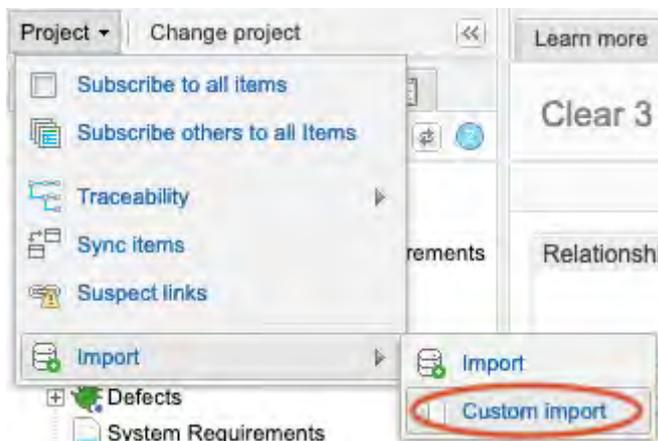 Project Change project
Learn more
Subscribe to all items
Subscribe others to all Items
Clear 3
Traceability
Sync items
rements
Relationsh
Suspect links
Import
Import
Defects
Custom import
System Requirements